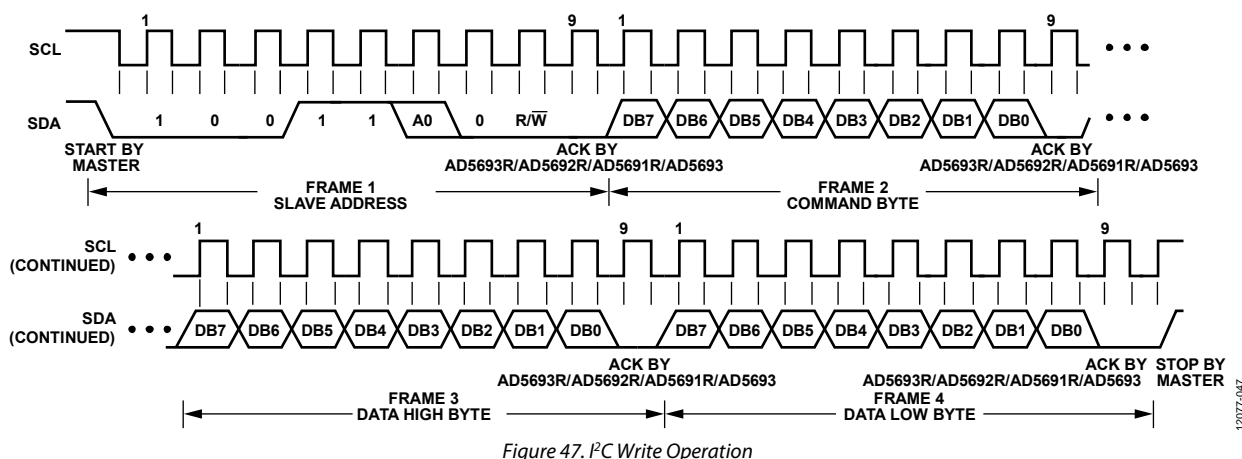 1 9 1 9
SCL
SDA 1 0 0 1 1 A0 0 R/W̅ DB7 DB6 DB5 DB4 DB3 DB2 DB1 DB0
START BY MASTER
ACK BY AD5693R/AD5692R/AD5691R/AD5693
ACK BY AD5693R/AD5692R/AD5691R/AD5693
FRAME 1 SLAVE ADDRESS
FRAME 2 COMMAND BYTE
1 9 1 9
SCL (CONTINUED)
SDA (CONTINUED) DB7 DB6 DB5 DB4 DB3 DB2 DB1 DB0 DB7 DB6 DB5 DB4 DB3 DB2 DB1 DB0
ACK BY AD5693R/AD5692R/AD5691R/AD5693
ACK BY AD5693R/AD5692R/AD5691R/AD5693
STOP BY MASTER
FRAME 3 DATA HIGH BYTE
FRAME 4 DATA LOW BYTE
12077-047
Figure 47. I²C Write Operation